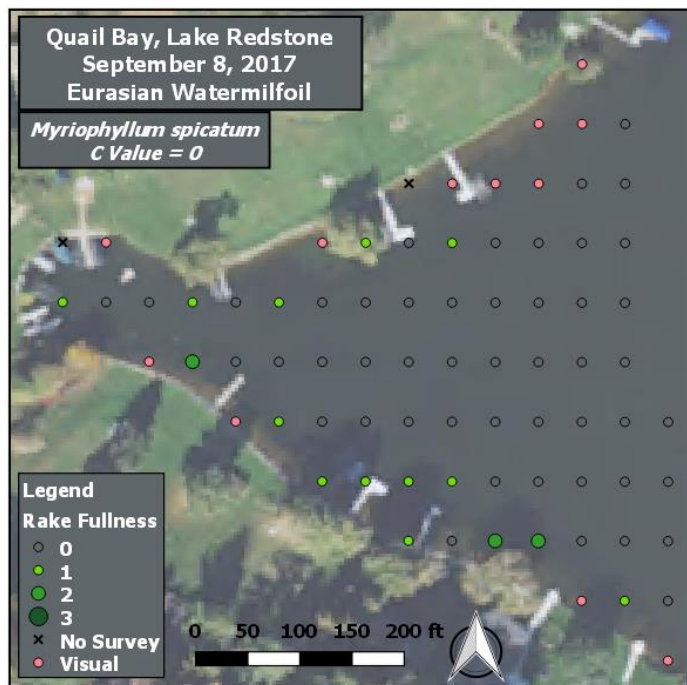 Quail Bay, Lake Redstone
September 8, 2017
Eurasian Watermilfoil
Myriophyllum spicatum
C Value = 0
Legend
Rake Fullness
0
1
2
3
No Survey
Visual
0 50 100 150 200 ft